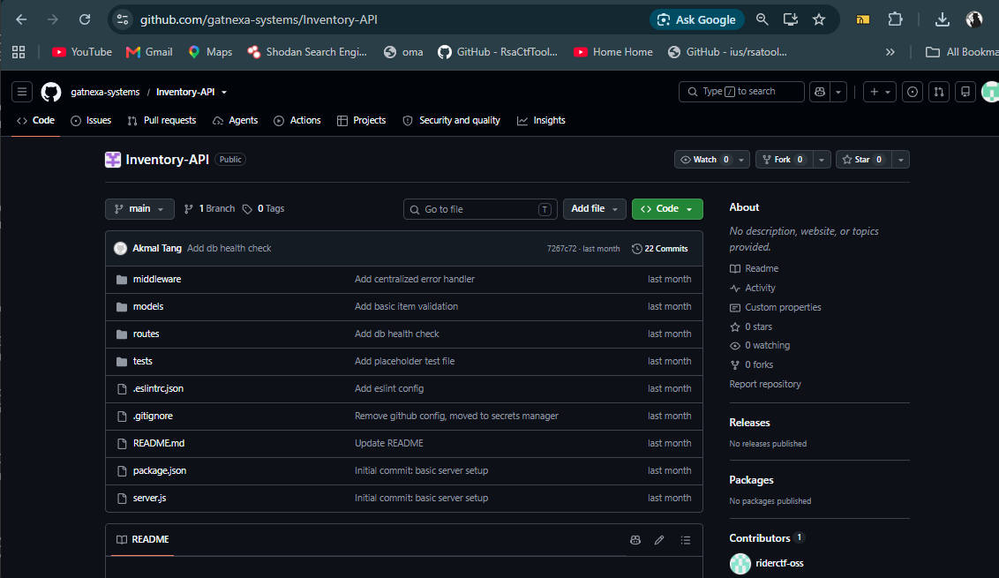 github.com/gatnexa-systems/Inventory-API Ask Google
YouTube Gmail Maps Shodan Search Engi... oma GitHub - RsaCtfTool... Home Home GitHub - ius/rsatool... » All Bookma
gatnexa-systems / Inventory-API Type / to search
Code Issues Pull requests Agents Actions Projects Security and quality Insights
Inventory-API Public Watch 0 Fork 0 Star 0
main 1 Branch 0 Tags Go to file T Add file Code
About
No description, website, or topics
provided.
Readme
Activity
Custom properties
0 stars
0 watching
0 forks
Report repository
Akmal Tang Add db health check 7267c72 · last month 22 Commits
middleware Add centralized error handler last month
models Add basic item validation last month
routes Add db health check last month
tests Add placeholder test file last month
.eslintrc.json Add eslint config last month
.gitignore Remove github config, moved to secrets manager last month
README.md Update README last month
package.json Initial commit: basic server setup last month
server.js Initial commit: basic server setup last month
Releases
No releases published
Packages
No packages published
Contributors 1
riderctf-oss
README